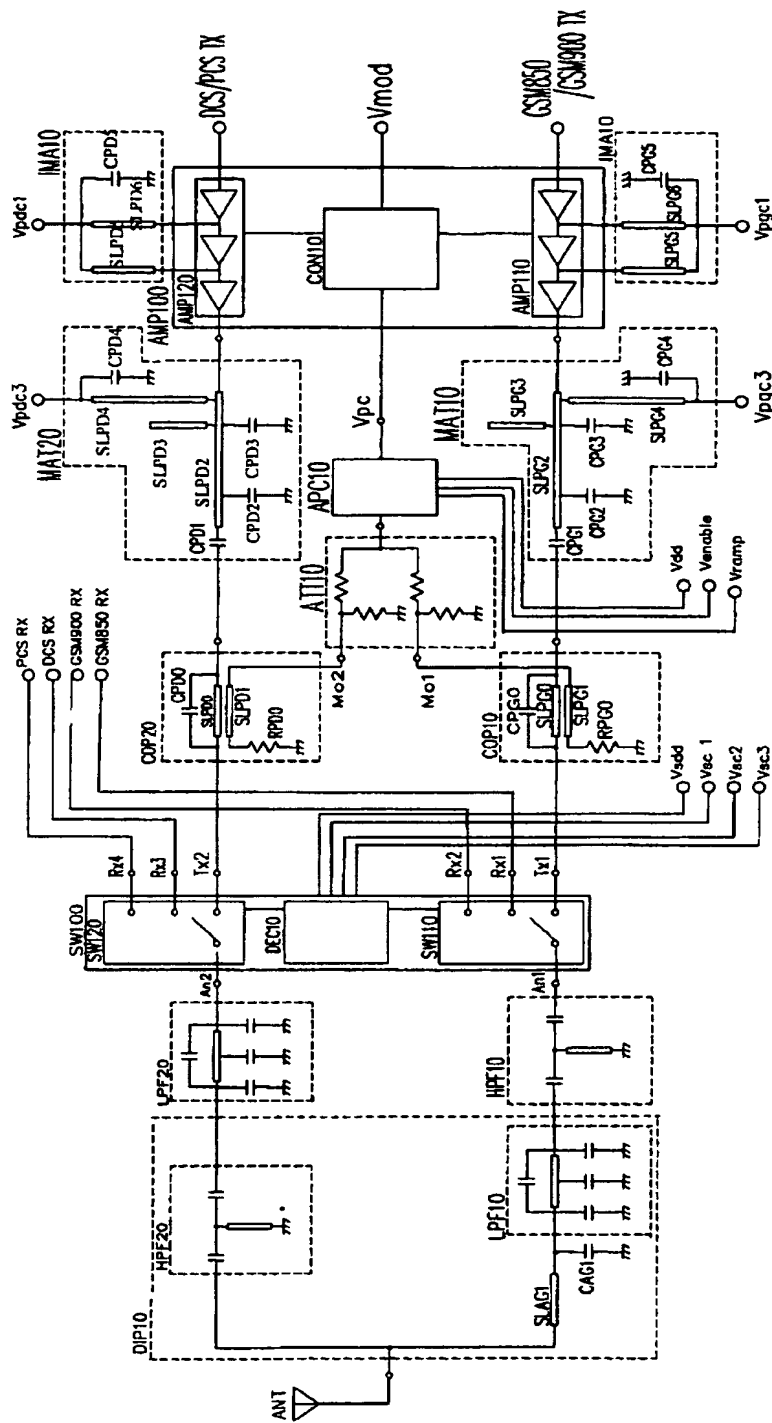 IMA10
CPD5
SLPD6
SLPD5
Vpdc1
DCS/PCS TX
AMP100
AMP120
CON10
Vmod
AMP110
GSM850
/GSM900 TX
IMA10
CPG5
SLPG6
SLPG5
Vpgc1
MAT20
Vpdc3
CPD4
SLPD4
SLPD3
SLPD2
CPD3
CPD2
CPD1
Vpc
APC10
ATT10
MAT10
SLPG3
SLPG2
CPG4
SLPG4
CPG3
CPG2
CPG1
Vpgc3
Vdd
Venable
Vramp
PCS RX
DCS RX
GSM900 RX
GSM850 RX
COP20
CPD0
SLPD0
SLPD1
RPD0
Mo2
Mo1
COP10
CPG0
SLPG0
SLPG1
RPG0
Vsdd
Vsc 1
Vsc2
Vsc3
Rx4
Rx3
Tx2
Rx2
Rx1
Tx1
SW100
SW120
DEC10
SW110
An2
An1
LPF20
HPF10
DIP10
HPF20
LPF10
SLAG1
CAG1
ANT